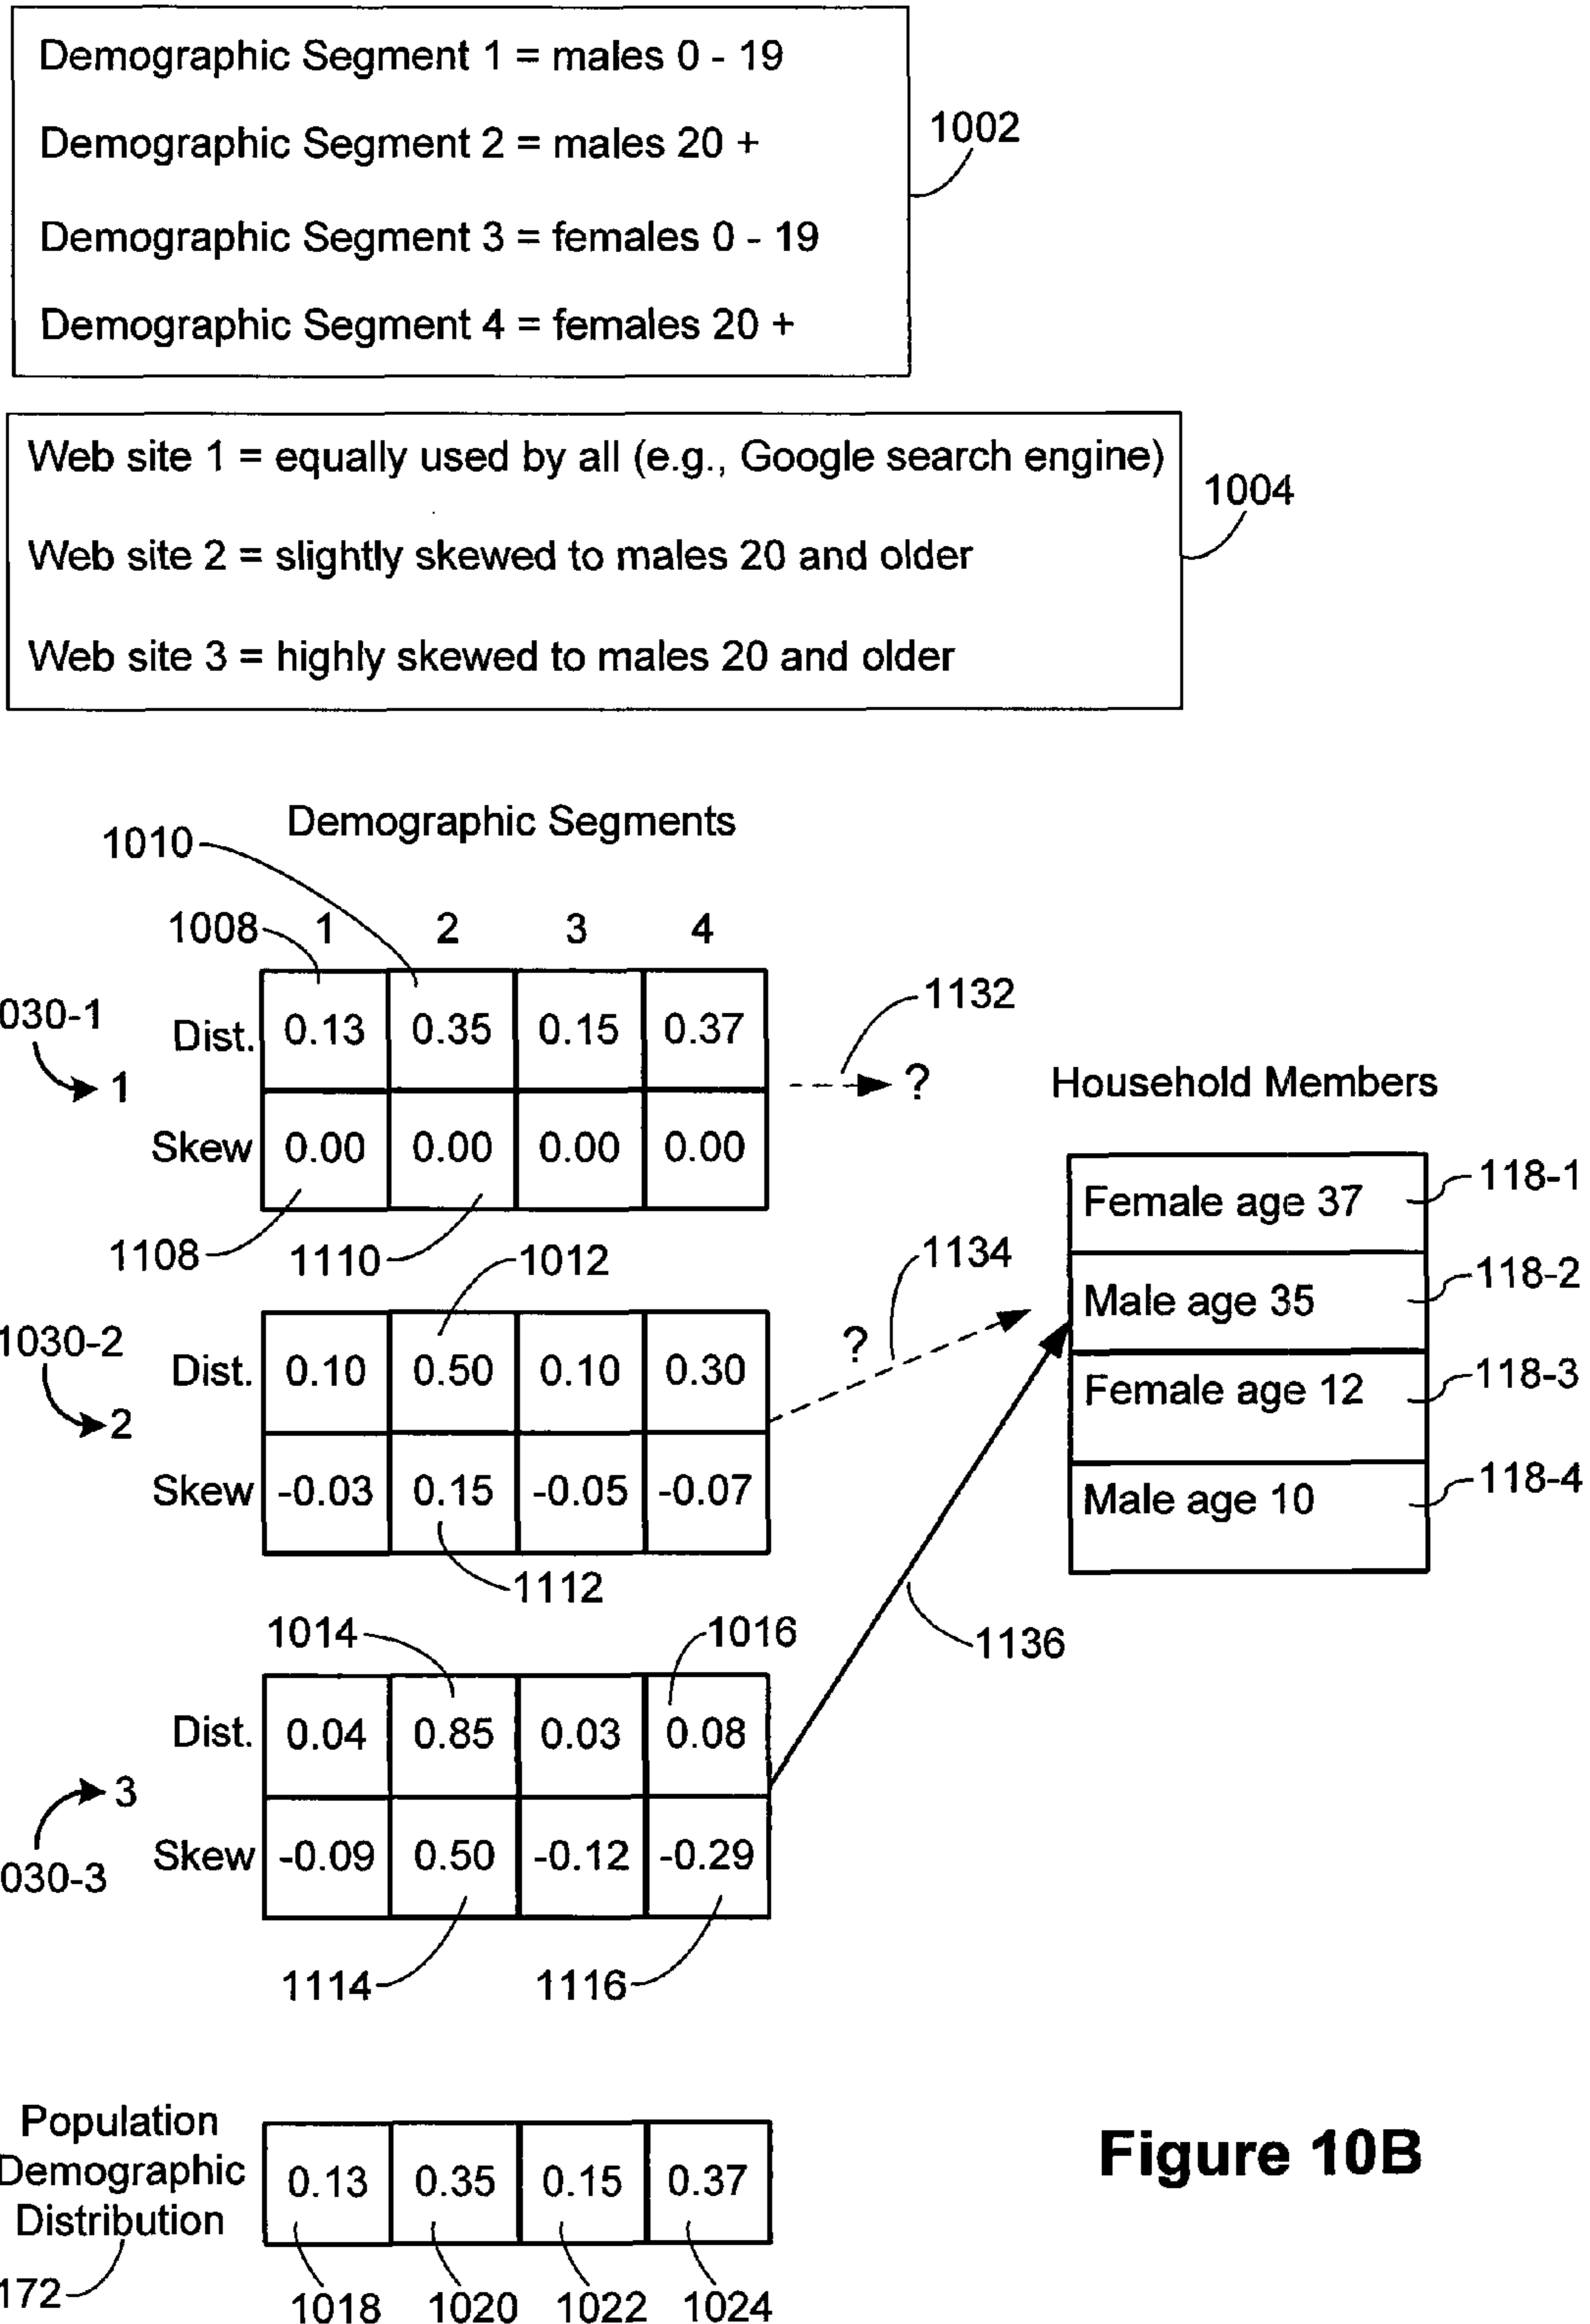 Demographic Segment 1 = males 0 - 19
Demographic Segment 2 = males 20 +
1002
Demographic Segment 3 = females 0 - 19
Demographic Segment 4 = females 20 +
Web site 1 = equally used by all (e.g., Google search engine)
1004
Web site 2 = slightly skewed to males 20 and older
Web site 3 = highly skewed to males 20 and older
Demographic Segments
1010
1008 1 2 3 4
030-1
1
Dist. 0.13 0.35 0.15 0.37
Skew 0.00 0.00 0.00 0.00
1132
?
1108 1110 1012
1030-2
2
Dist. 0.10 0.50 0.10 0.30
Skew -0.03 0.15 -0.05 -0.07
1134
?
1112
1014 1016
Dist. 0.04 0.85 0.03 0.08
3
030-3
Skew -0.09 0.50 -0.12 -0.29
1136
1114 1116
Household Members
Female age 37 118-1
Male age 35 118-2
Female age 12 118-3
Male age 10 118-4
Population
Demographic
Distribution
172
0.13 0.35 0.15 0.37
1018 1020 1022 1024
Figure 10B